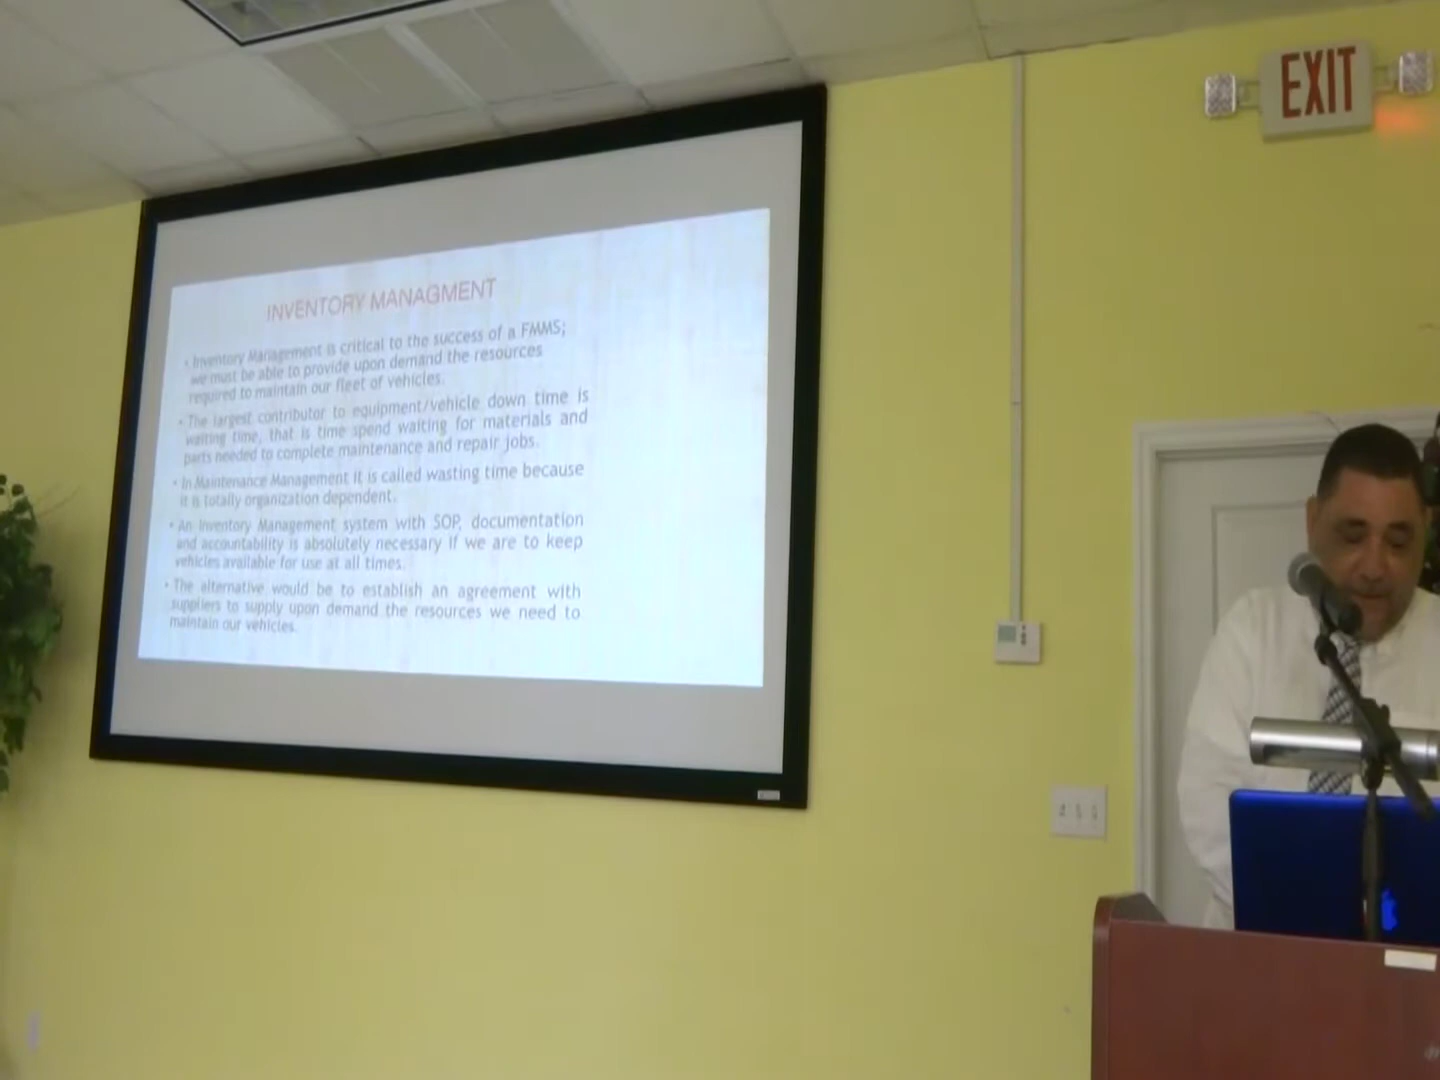 EXIT
INVENTORY MANAGMENT
• Inventory Management is critical to the success of a FMMS;
we must be able to provide upon demand the resources
required to maintain our fleet of vehicles.
• The largest contributor to equipment/vehicle down time is
waiting time, that is time spend waiting for materials and
parts needed to complete maintenance and repair jobs.
• In Maintenance Management it is called wasting time because
it is totally organization dependent.
• An Inventory Management system with SOP, documentation
and accountability is absolutely necessary if we are to keep
vehicles available for use at all times.
• The alternative would be to establish an agreement with
suppliers to supply upon demand the resources we need to
maintain our vehicles.